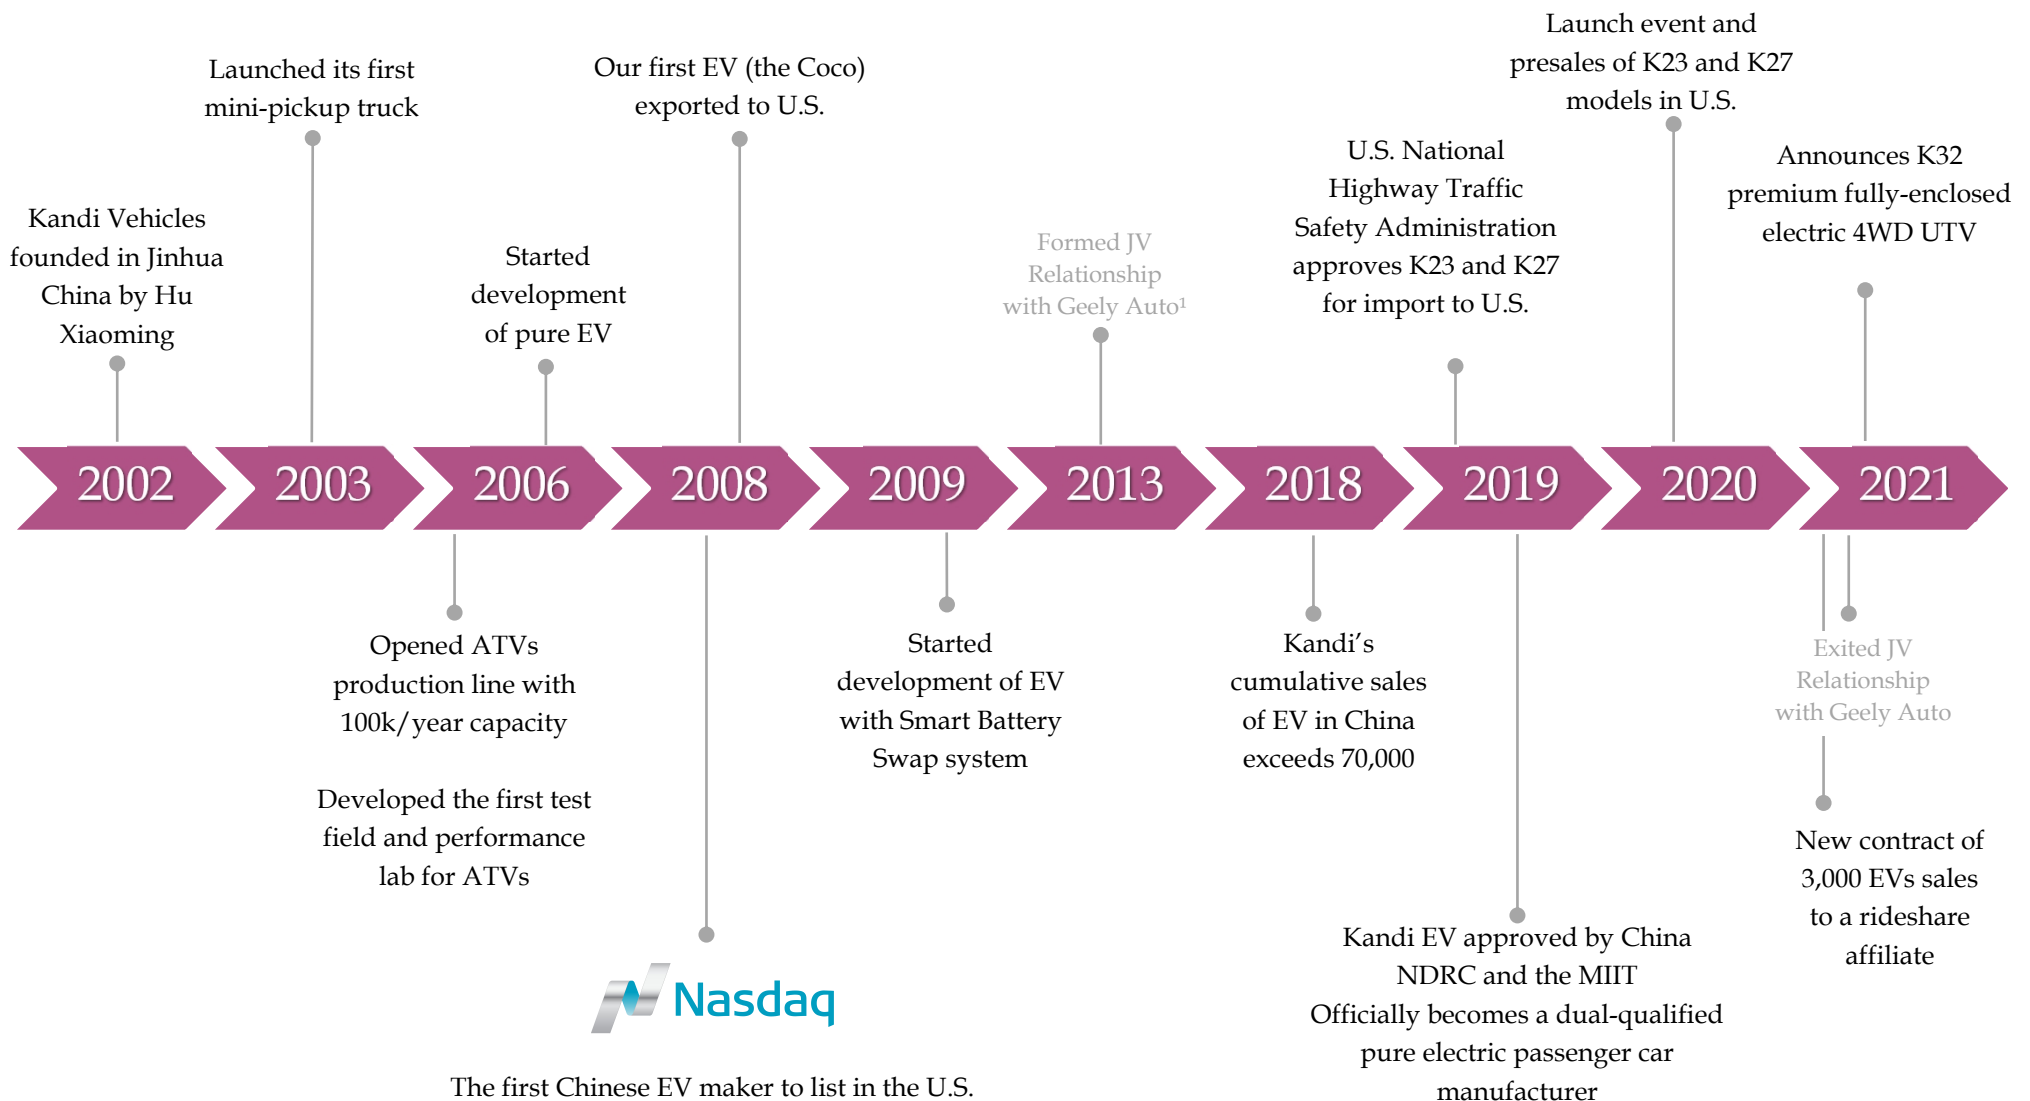 Launched its first
mini-pickup truck
Our first EV (the Coco)
exported to U.S.
Launch event and
presales of K23 and K27
models in U.S.
Kandi Vehicles
founded in Jinhua
China by Hu
Xiaoming
Started
development
of pure EV
Formed JV
Relationship
with Geely Auto¹
U.S. National
Highway Traffic
Safety Administration
approves K23 and K27
for import to U.S.
Announces K32
premium fully-enclosed
electric 4WD UTV
2002
2003
2006
2008
2009
2013
2018
2019
2020
2021
Opened ATVs
production line with
100k/year capacity
Developed the first test
field and performance
lab for ATVs
Nasdaq
The first Chinese EV maker to list in the U.S.
Started
development of EV
with Smart Battery
Swap system
Kandi’s
cumulative sales
of EV in China
exceeds 70,000
Kandi EV approved by China
NDRC and the MIIT
Officially becomes a dual-qualified
pure electric passenger car
manufacturer
Exited JV
Relationship
with Geely Auto
New contract of
3,000 EVs sales
to a rideshare
affiliate